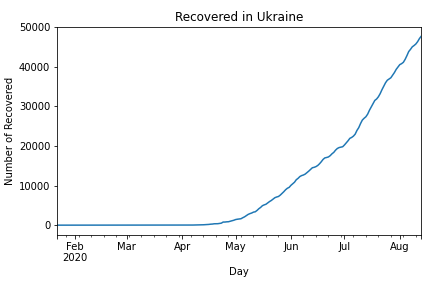 Recovered in Ukraine
Number of Recovered
50000
40000
30000
20000
10000
0
Feb Mar Apr May Jun Jul Aug
2020
Day